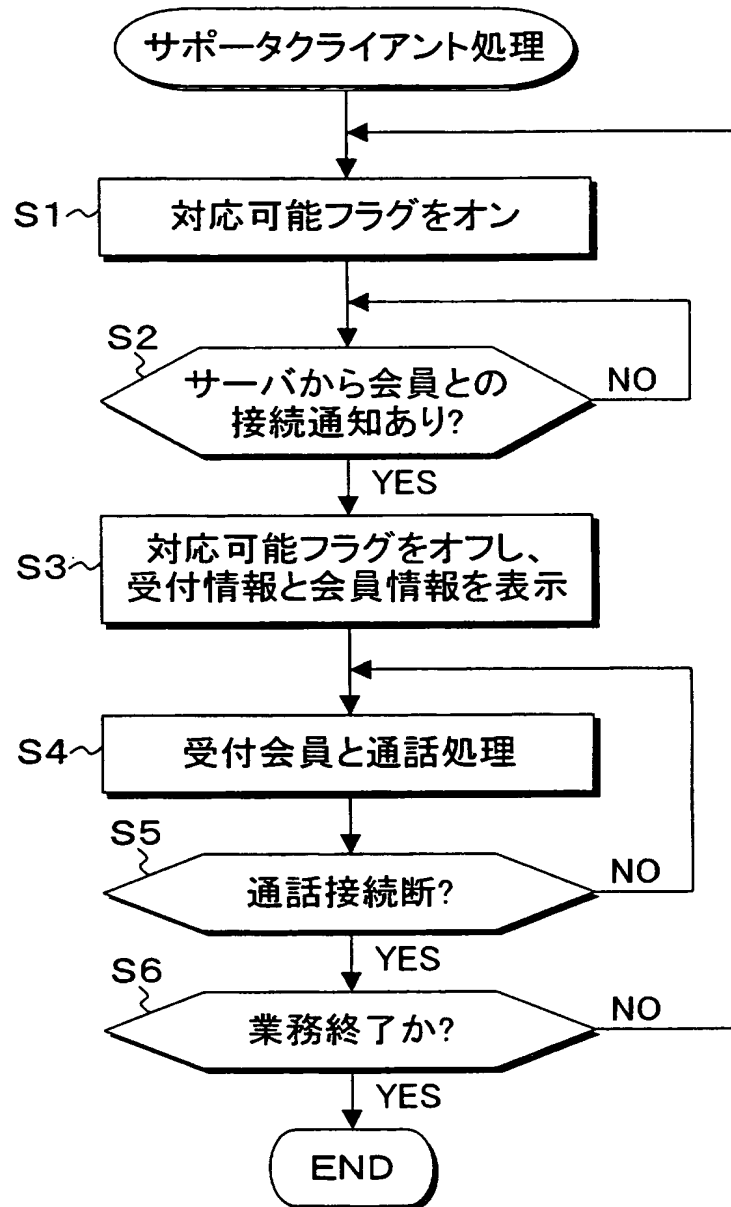 サポータクライアント処理
S1
対応可能フラグをオン
S2
サーバから会員との
接続通知あり?
NO
YES
S3
対応可能フラグをオフし、
受付情報と会員情報を表示
S4
受付会員と通話処理
S5
通話接続断?
NO
YES
S6
業務終了か?
NO
YES
END